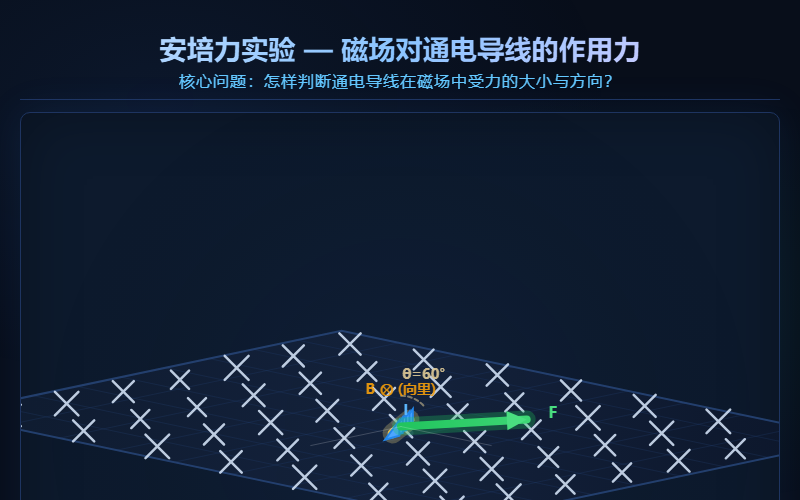 安培力实验 — 磁场对通电导线的作用力
核心问题：怎样判断通电导线在磁场中受力的大小与方向？
θ=60°
B ⊗ (向里)
I
F